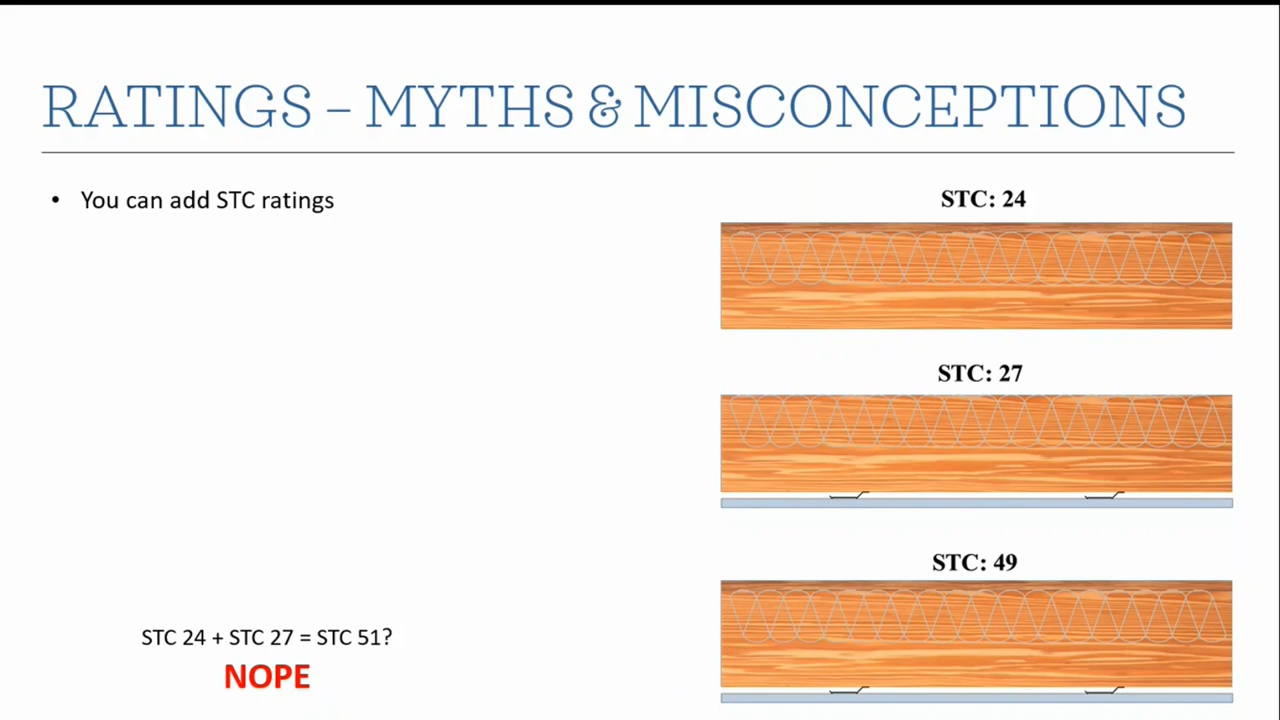 RATINGS – MYTHS & MISCONCEPTIONS
• You can add STC ratings
STC: 24
STC: 27
STC: 49
STC 24 + STC 27 = STC 51?
NOPE